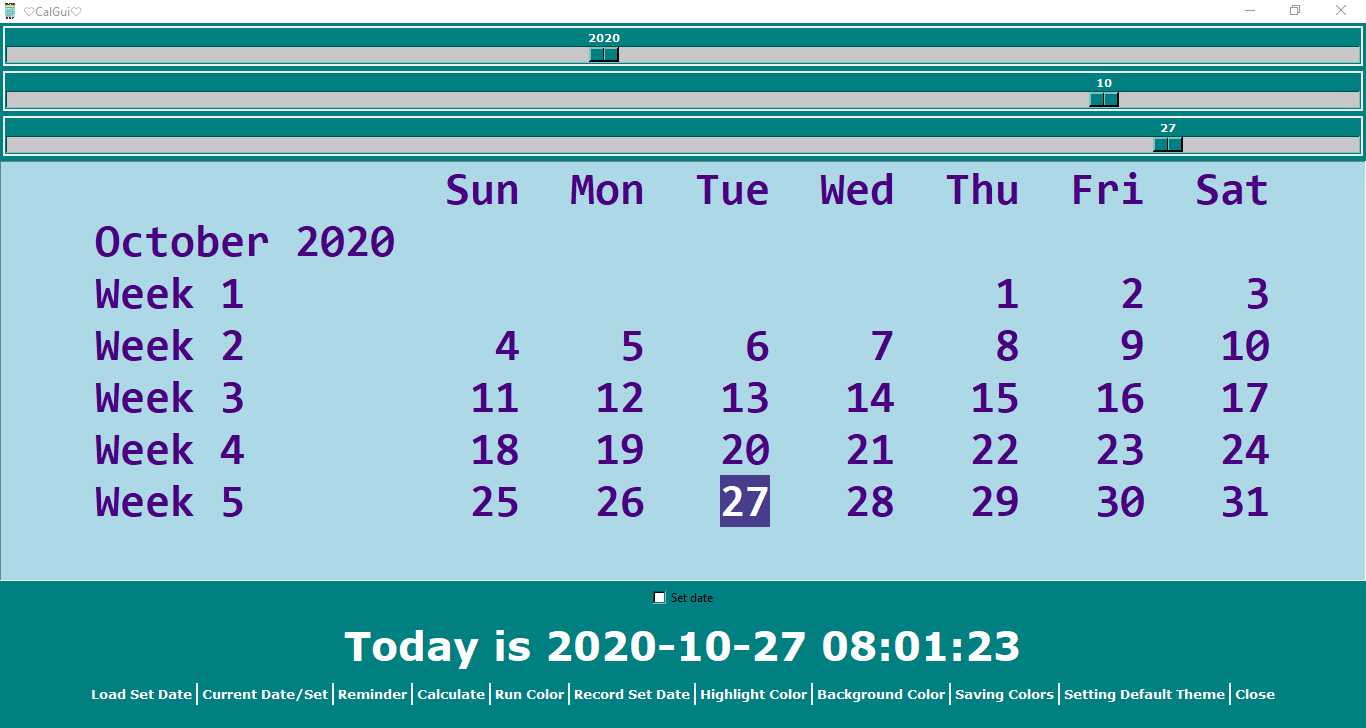 ♡CalGui♡
2020
10
27
Sun Mon Tue Wed Thu Fri Sat
October 2020
Week 1 1 2 3
Week 2 4 5 6 7 8 9 10
Week 3 11 12 13 14 15 16 17
Week 4 18 19 20 21 22 23 24
Week 5 25 26 27 28 29 30 31
Set date
Today is 2020-10-27 08:01:23
Load Set Date Current Date/Set Reminder Calculate Run Color Record Set Date Highlight Color Background Color Saving Colors Setting Default Theme Close